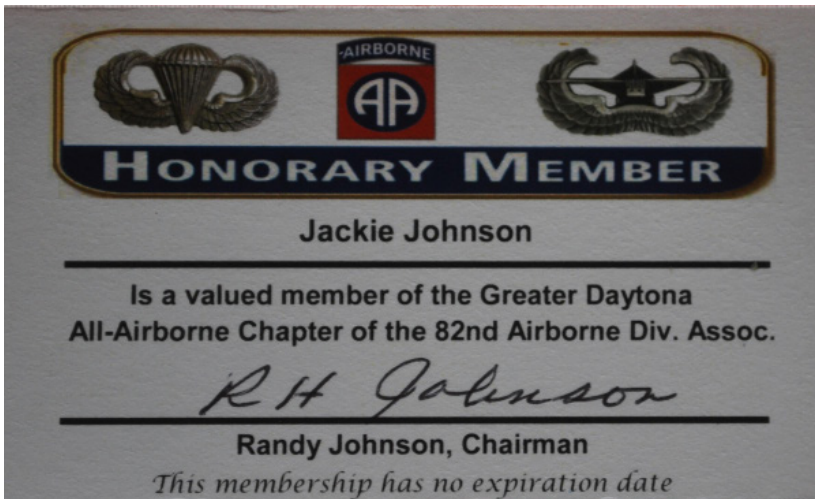 AIRBORNE
AA
HONORARY MEMBER
Jackie Johnson
Is a valued member of the Greater Daytona
All-Airborne Chapter of the 82nd Airborne Div. Assoc.
R H Johnson
Randy Johnson, Chairman
This membership has no expiration date